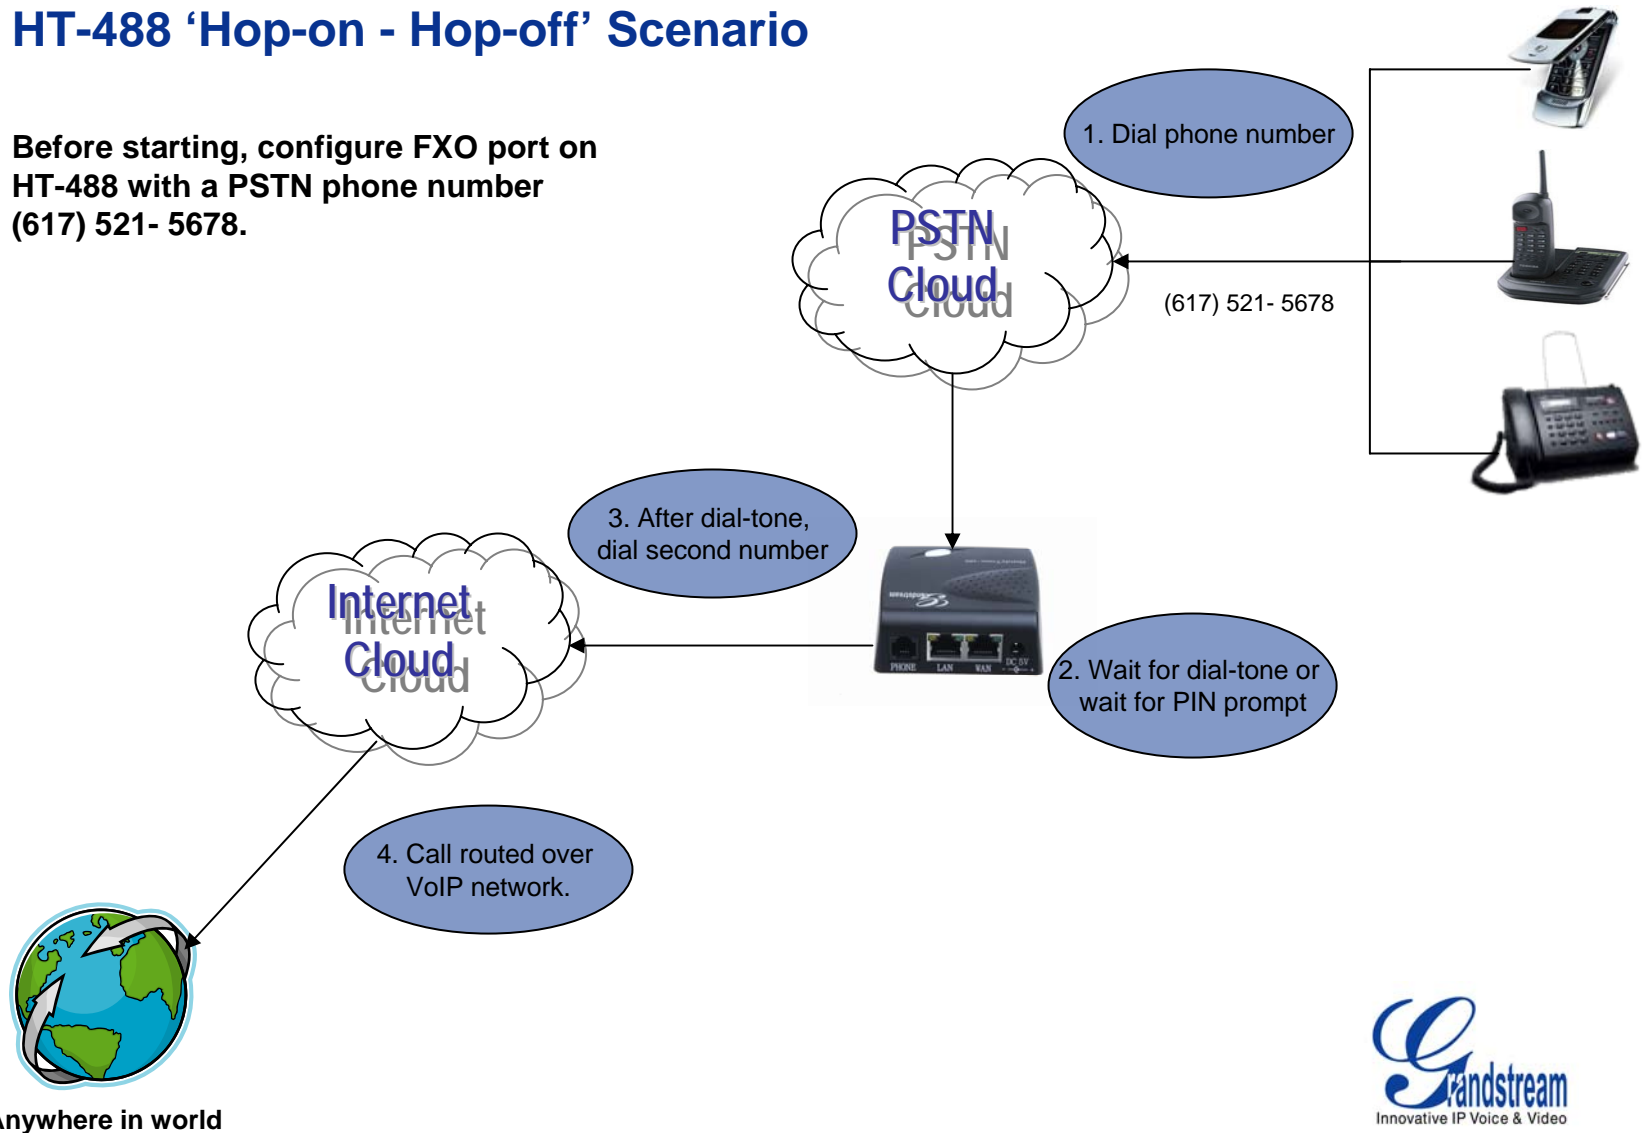 HT-488 ‘Hop-on - Hop-off’ Scenario
Before starting, configure FXO port on
HT-488 with a PSTN phone number
(617) 521- 5678.
1. Dial phone number
PSTN
Cloud
(617) 521- 5678
3. After dial-tone,
dial second number
Internet
Cloud
Grandstream
PHONE LAN WAN DC 5V
2. Wait for dial-tone or
wait for PIN prompt
4. Call routed over
VoIP network.
Anywhere in world
Grandstream
Innovative IP Voice & Video